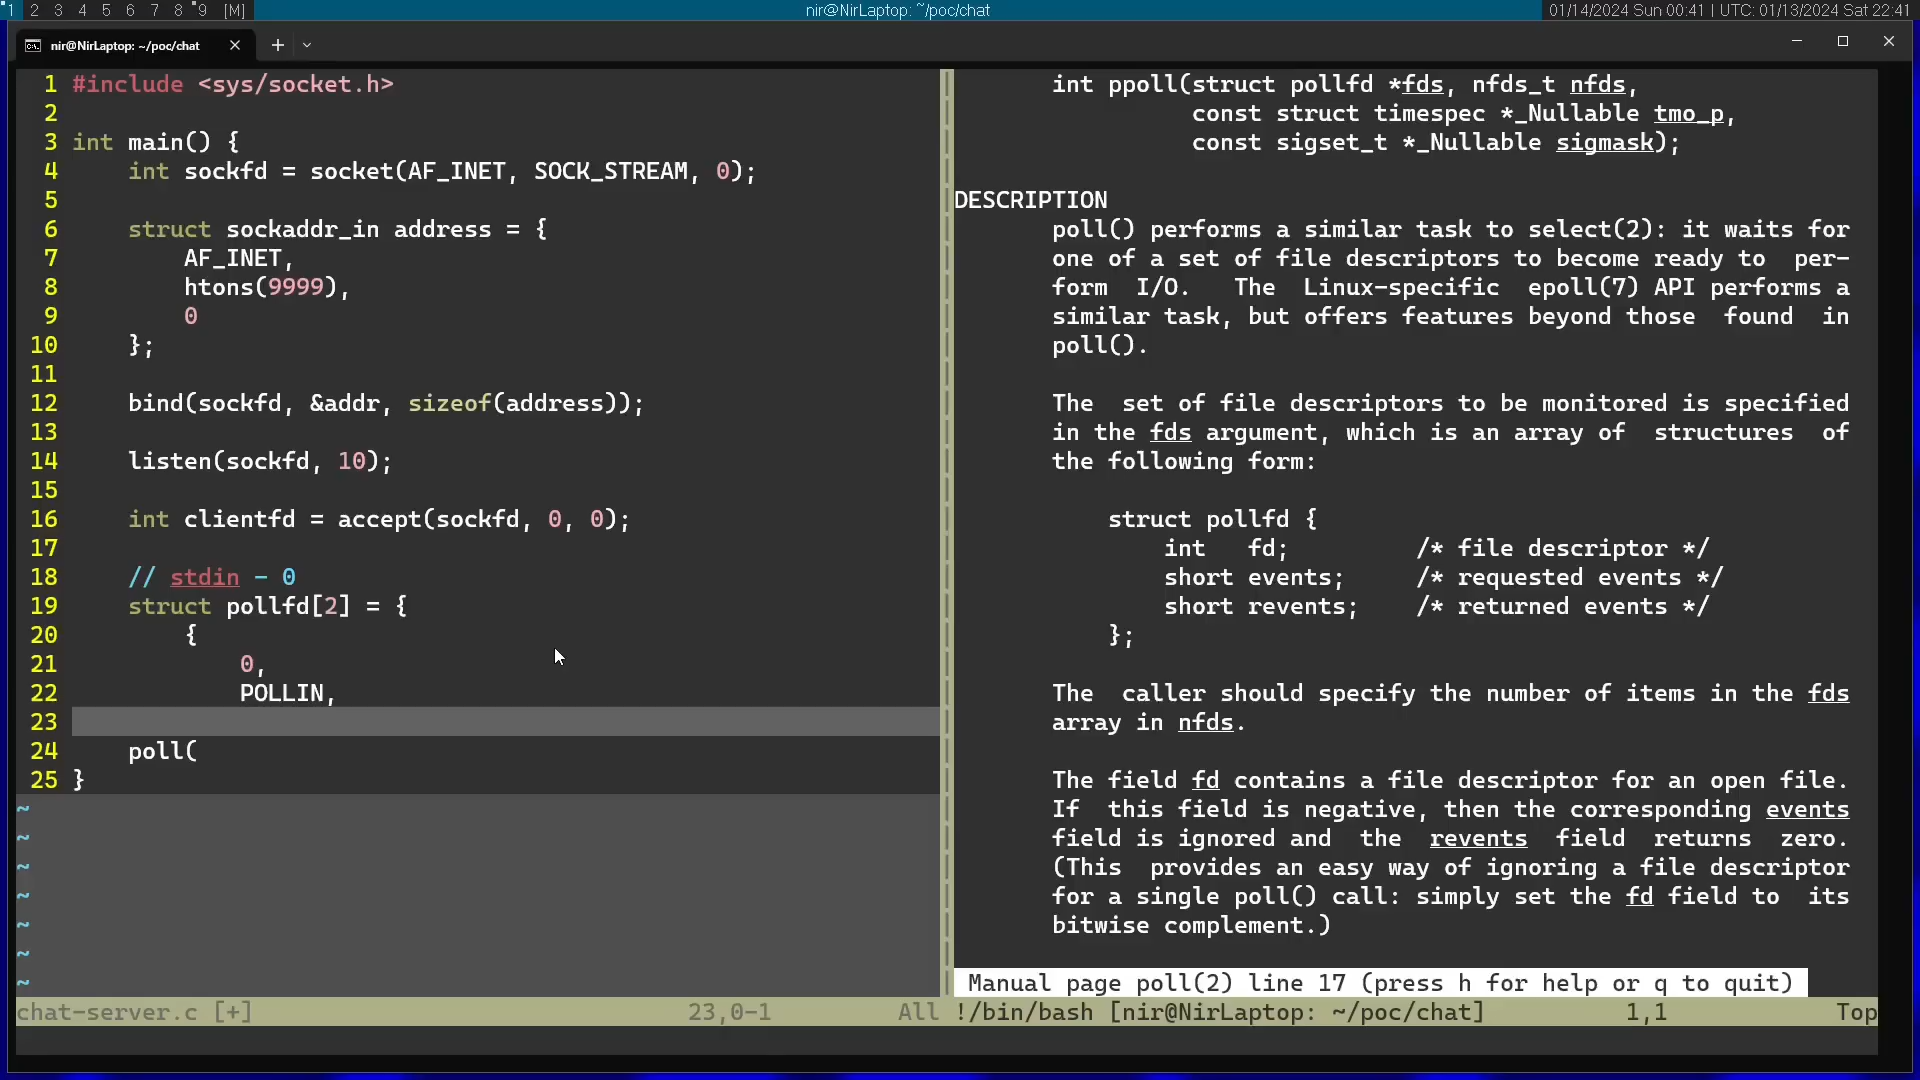 1 2 3 4 5 6 7 8 9 [M] nir@NirLaptop: ~/poc/chat 01/14/2024 Sun 00:41 | UTC: 01/13/2024 Sat 22:41
nir@NirLaptop: ~/poc/chat
1 #include <sys/socket.h>
2
3 int main() {
4     int sockfd = socket(AF_INET, SOCK_STREAM, 0);
5
6     struct sockaddr_in address = {
7         AF_INET,
8         htons(9999),
9         0
10     };
11
12     bind(sockfd, &addr, sizeof(address));
13
14     listen(sockfd, 10);
15
16     int clientfd = accept(sockfd, 0, 0);
17
18     // stdin - 0
19     struct pollfd[2] = {
20         {
21             0,
22             POLLIN,
23
24     poll(
25 }
~
~
~
~
~
~
~
chat-server.c [+] 23,0-1 All
int ppoll(struct pollfd *fds, nfds_t nfds,
const struct timespec *_Nullable tmo_p,
const sigset_t *_Nullable sigmask);
DESCRIPTION
poll() performs a similar task to select(2): it waits for
one of a set of file descriptors to become ready to per-
form I/O. The Linux-specific epoll(7) API performs a
similar task, but offers features beyond those found in
poll().
The set of file descriptors to be monitored is specified
in the fds argument, which is an array of structures of
the following form:
struct pollfd {
int fd; /* file descriptor */
short events; /* requested events */
short revents; /* returned events */
};
The caller should specify the number of items in the fds
array in nfds.
The field fd contains a file descriptor for an open file.
If this field is negative, then the corresponding events
field is ignored and the revents field returns zero.
(This provides an easy way of ignoring a file descriptor
for a single poll() call: simply set the fd field to its
bitwise complement.)
Manual page poll(2) line 17 (press h for help or q to quit)
!/bin/bash [nir@NirLaptop: ~/poc/chat] 1,1 Top